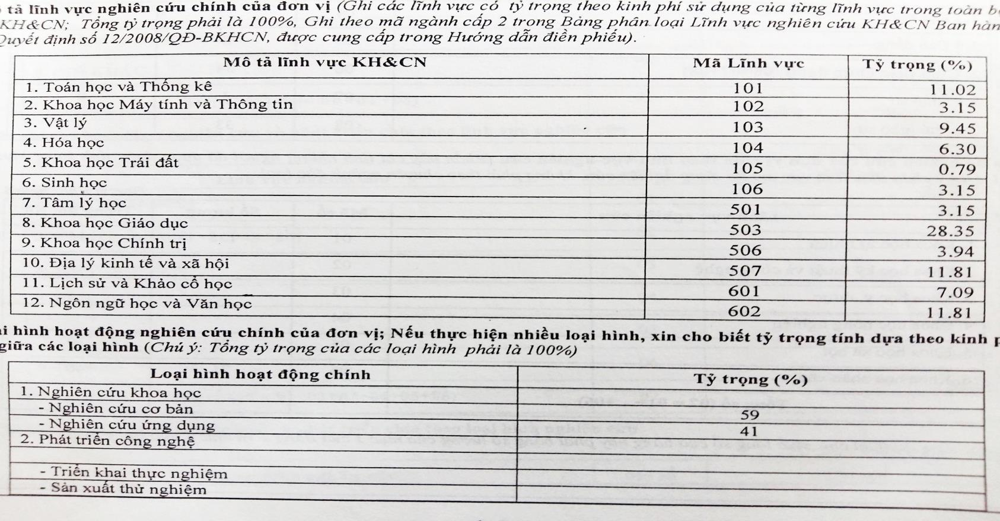 tả lĩnh vực nghiên cứu chính của đơn vị (Ghi các lĩnh vực có tỷ trọng theo kinh phí sử dụng của từng lĩnh vực trong toàn
KH&CN; Tổng tỷ trọng phải là 100%, Ghi theo mã ngành cấp 2 trong Bảng phân loại Lĩnh vực nghiên cứu KH&CN Ban hàn
Quyết định số 12/2008/QĐ-BKHCN, được cung cấp trong Hướng dẫn điền phiếu).
Mô tả lĩnh vực KH&CN Mã Lĩnh vực Tỷ trọng (%)
1. Toán học và Thống kê 101 11.02
2. Khoa học Máy tính và Thông tin 102 3.15
3. Vật lý 103 9.45
4. Hóa học 104 6.30
5. Khoa học Trái đất 105 0.79
6. Sinh học 106 3.15
7. Tâm lý học 501 3.15
8. Khoa học Giáo dục 503 28.35
9. Khoa học Chính trị 506 3.94
10. Địa lý kinh tế và xã hội 507 11.81
11. Lịch sử và Khảo cổ học 601 7.09
12. Ngôn ngữ học và Văn học 602 11.81
ại hình hoạt động nghiên cứu chính của đơn vị; Nếu thực hiện nhiều loại hình, xin cho biết tỷ trọng tính dựa theo kinh p
giữa các loại hình (Chú ý: Tổng tỷ trọng của các loại hình phải là 100%)
Loại hình hoạt động chính Tỷ trọng (%)
1. Nghiên cứu khoa học
- Nghiên cứu cơ bản 59
- Nghiên cứu ứng dụng 41
2. Phát triển công nghệ
- Triển khai thực nghiệm
- Sản xuất thử nghiệm